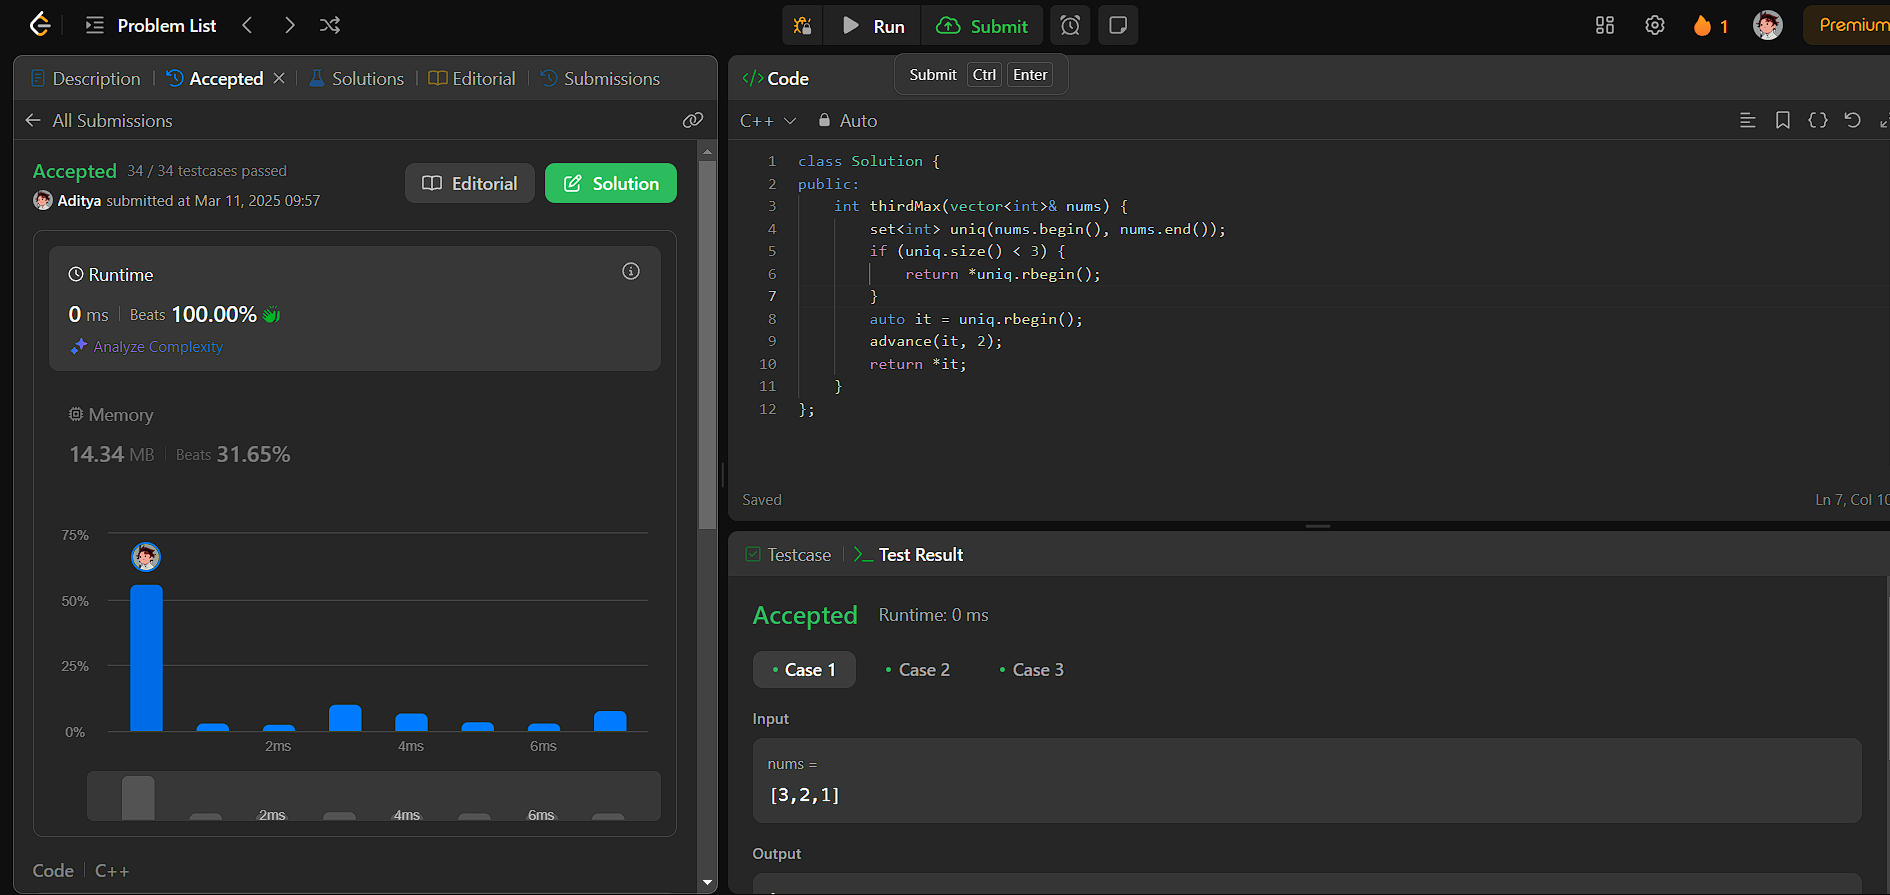 Problem List
Run
Submit
1
Premium
Description
Accepted
Solutions
Editorial
Submissions
All Submissions
Accepted 34 / 34 testcases passed
Aditya submitted at Mar 11, 2025 09:57
Editorial
Solution
Runtime
0 ms Beats 100.00%
Analyze Complexity
Memory
14.34 MB Beats 31.65%
75%
50%
25%
0%
2ms 4ms 6ms
2ms 4ms 6ms
Code C++
</> Code
Submit Ctrl Enter
C++ Auto
1 class Solution {
2 public:
3 int thirdMax(vector<int>& nums) {
4 set<int> uniq(nums.begin(), nums.end());
5 if (uniq.size() < 3) {
6 return *uniq.rbegin();
7 }
8 auto it = uniq.rbegin();
9 advance(it, 2);
10 return *it;
11 }
12 };
Saved
Ln 7, Col 10
Testcase
>_ Test Result
Accepted Runtime: 0 ms
• Case 1 • Case 2 • Case 3
Input
nums =
[3,2,1]
Output